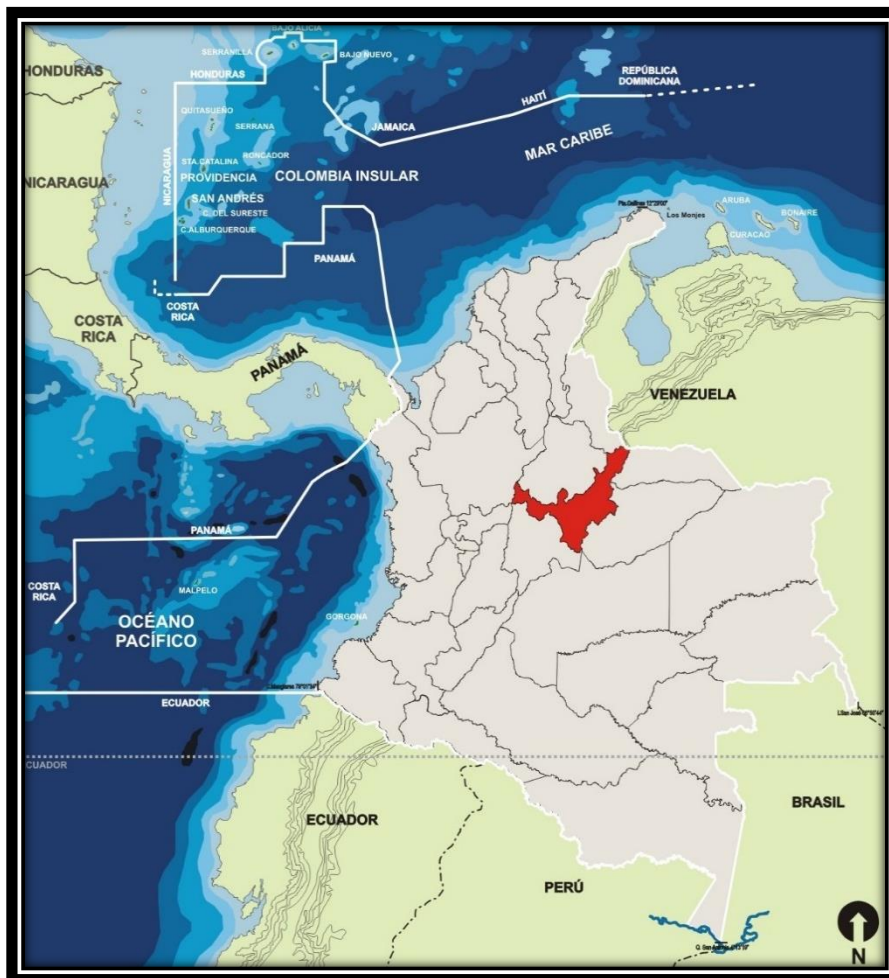 BAJO ALICIA
SERRANILLA
BAJO NUEVO
HONDURAS
HONDURAS
REPÚBLICA
DOMINICANA
HAITÍ
QUITASUEÑO
SERRANA
JAMAICA
MAR CARIBE
RONCADOR
STA.CATALINA
PROVIDENCIA
COLOMBIA INSULAR
NICARAGUA
NICARAGUA
SAN ANDRÉS
C. DEL SURESTE
C.ALBURQUERQUE
ARUBA
Los Monjes
BONAIRE
CURACAO
PANAMÁ
COSTA
RICA
COSTA
RICA
PANAMÁ
VENEZUELA
PANAMÁ
COSTA
RICA
MALPELO
OCÉANO
PACÍFICO
GORGONA
ECUADOR
CUADOR
ECUADOR
BRASIL
PERÚ
N